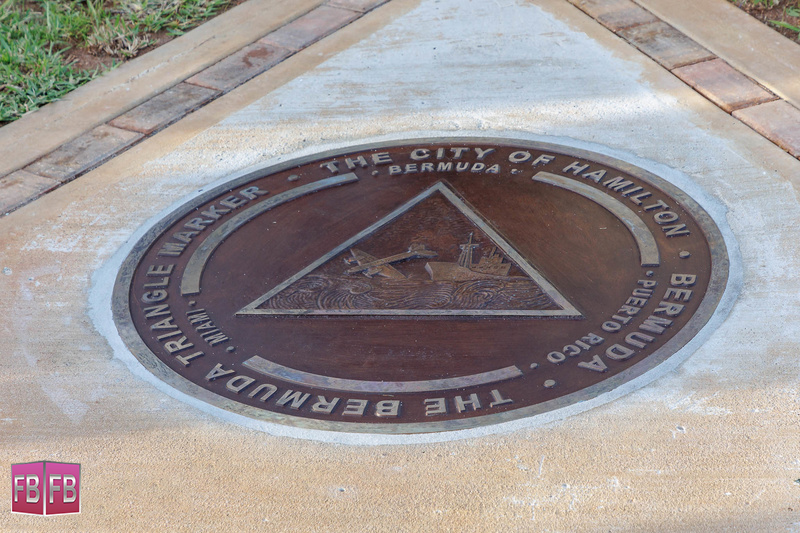 THE CITY OF HAMILTON • BERMUDA • THE BERMUDA TRIANGLE MARKER •
• BERMUDA •
• PUERTO RICO •
• MIAMI •
FB FB